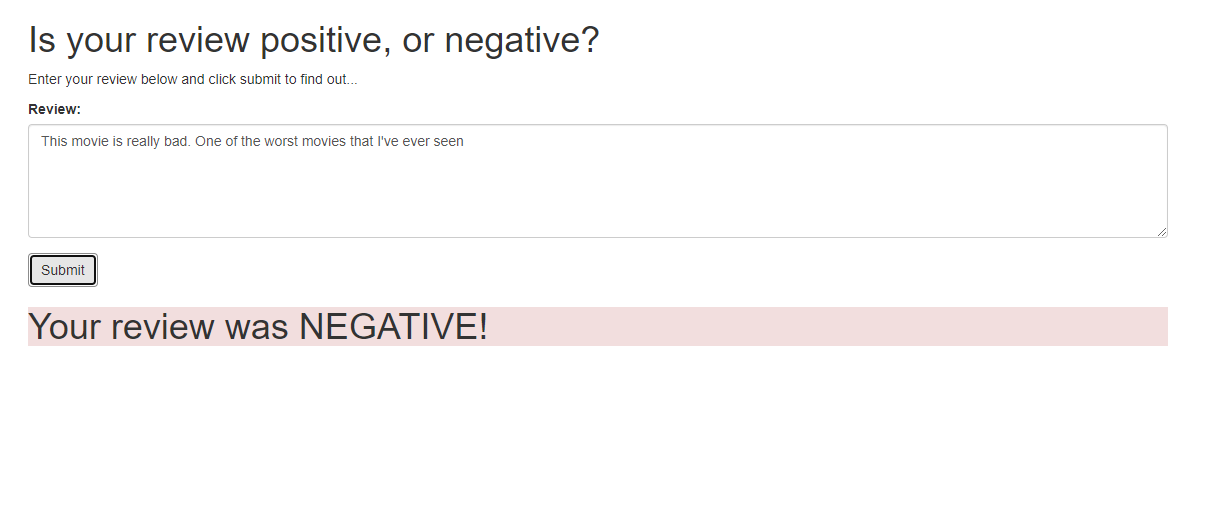 Is your review positive, or negative?
Enter your review below and click submit to find out...
Review:
This movie is really bad. One of the worst movies that I've ever seen
Submit
Your review was NEGATIVE!